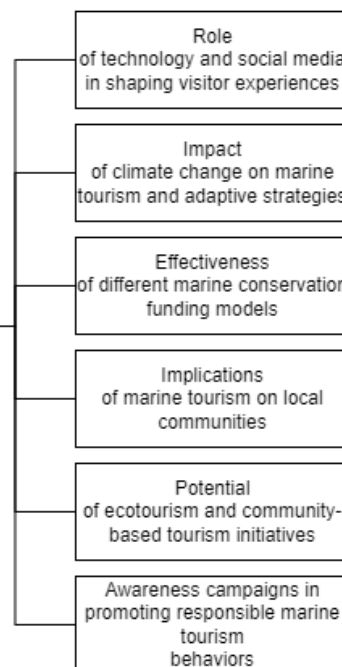 Role
of technology and social media
in shaping visitor experiences
Impact
of climate change on marine
tourism and adaptive strategies
Effectiveness
of different marine conservation
funding models
Implications
of marine tourism on local
communities
Potential
of ecotourism and community-
based tourism initiatives
Awareness campaigns in
promoting responsible marine
tourism
behaviors